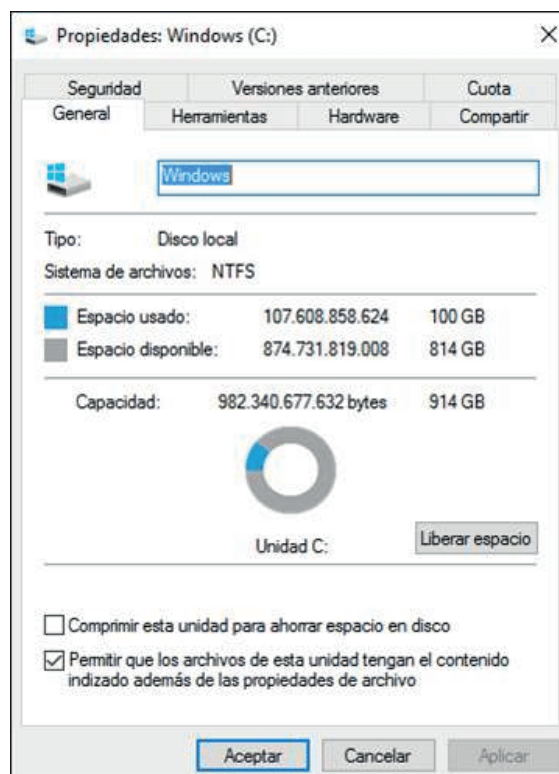 Propiedades: Windows (C:)
Seguridad Versiones anteriores Cuota
General Herramientas Hardware Compartir
Windows
Tipo: Disco local
Sistema de archivos: NTFS
Espacio usado: 107.608.858.624 100 GB
Espacio disponible: 874.731.819.008 814 GB
Capacidad: 982.340.677.632 bytes 914 GB
Unidad C: Liberar espacio
Comprimir esta unidad para ahorrar espacio en disco
Permitir que los archivos de esta unidad tengan el contenido
indizado además de las propiedades de archivo
Aceptar Cancelar Aplicar